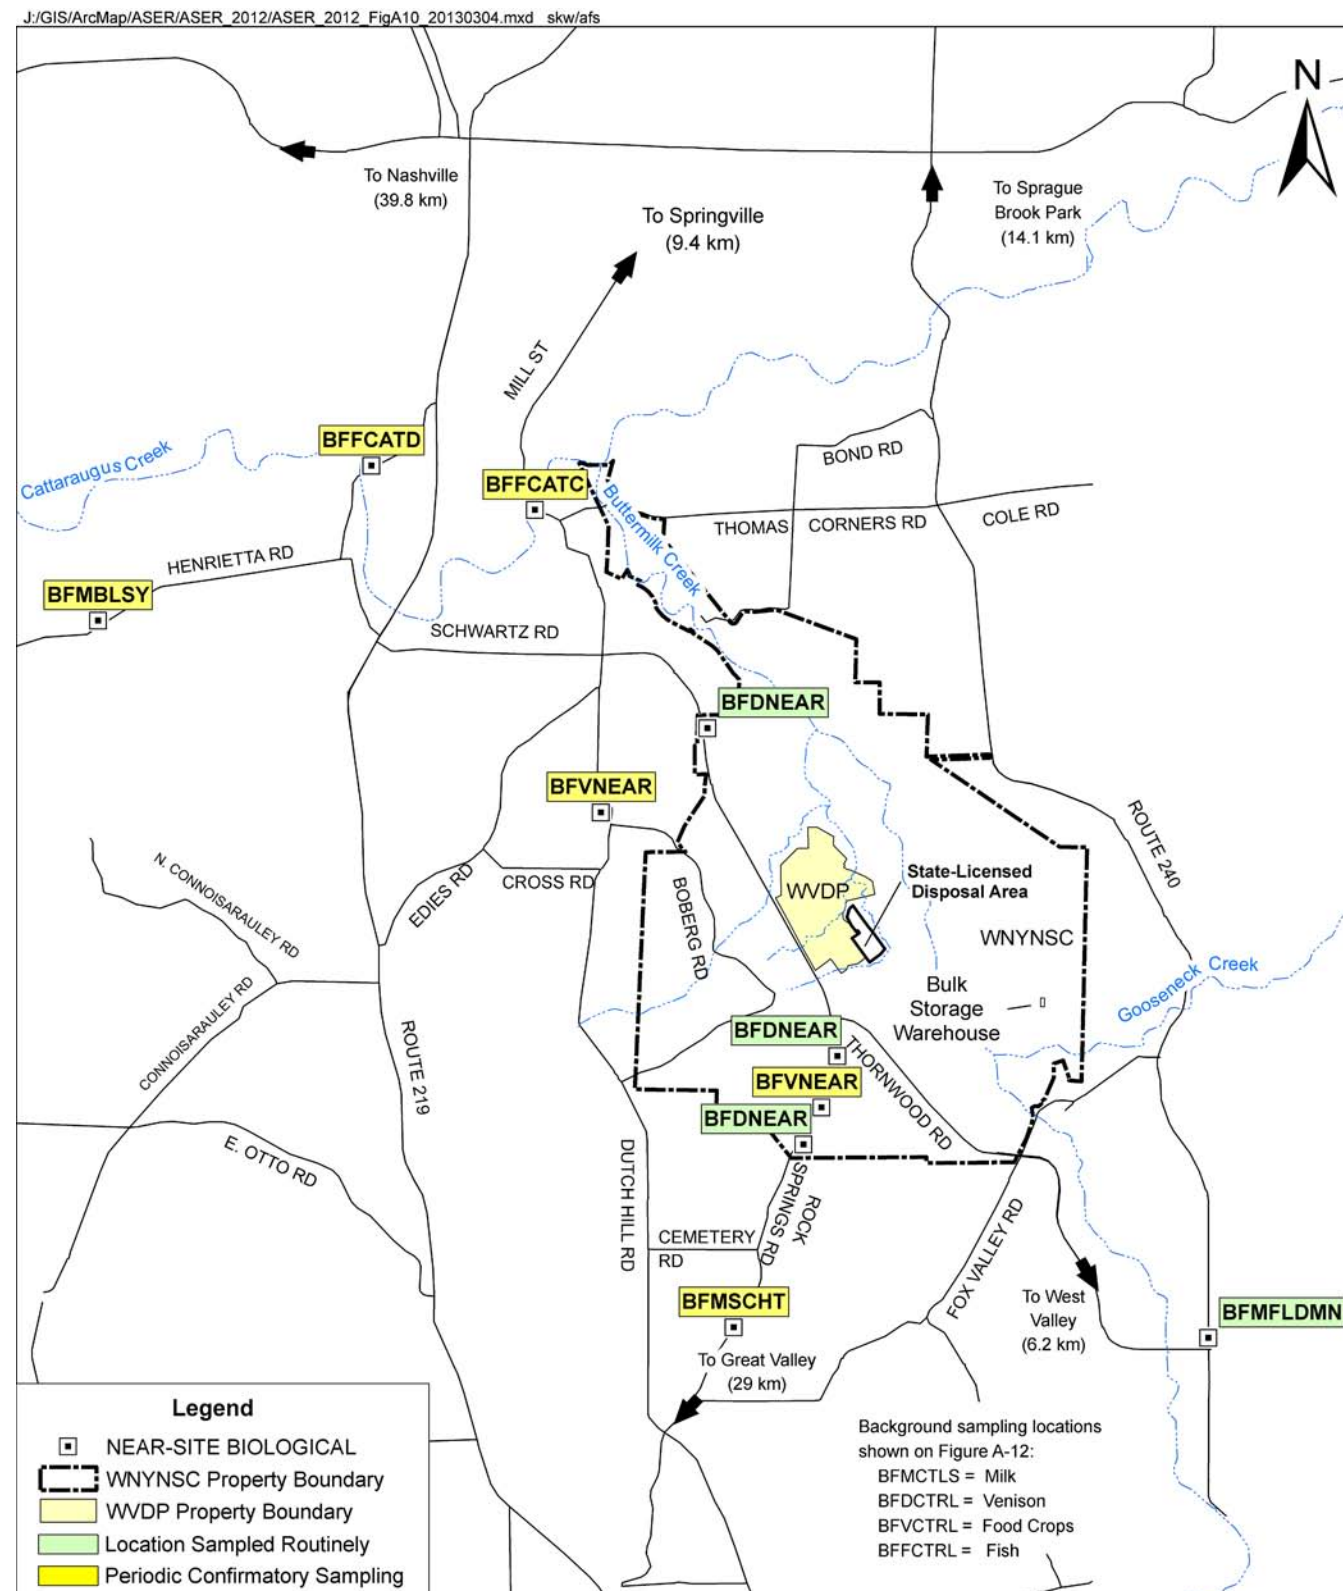 J:/GIS/ArcMap/ASER/ASER_2012/ASER_2012_FigA10_20130304.mxd skw/afs
N
To Nashville
(39.8 km)
To Springville
(9.4 km)
To Sprague
Brook Park
(14.1 km)
MILL ST
BFFCATD
Cattaraugus Creek
BOND RD
BFFCATC
Buttermilk Creek
THOMAS CORNERS RD
COLE RD
HENRIETTA RD
BFMBLSY
SCHWARTZ RD
BFDNEAR
BFVNEAR
ROUTE 240
N. CONNOISARAULEY RD
EDIES RD
CROSS RD
BOBERG RD
WVDP
State-Licensed
Disposal Area
WNYNSC
CONNOISARAULEY RD
Bulk
Storage
Warehouse
Gooseneck Creek
ROUTE 219
BFDNEAR
THORNWOOD RD
BFVNEAR
BFDNEAR
E. OTTO RD
DUTCH HILL RD
CEMETERY
RD
ROCK
SPRINGS RD
FOX VALLEY RD
BFMSCHT
To West
Valley
(6.2 km)
BFMFLDMN
To Great Valley
(29 km)
Legend
NEAR-SITE BIOLOGICAL
WNYNSC Property Boundary
WVDP Property Boundary
Location Sampled Routinely
Periodic Confirmatory Sampling
Background sampling locations
shown on Figure A-12:
BFMCTLS = Milk
BFDCTRL = Venison
BFVCTRL = Food Crops
BFFCTRL = Fish